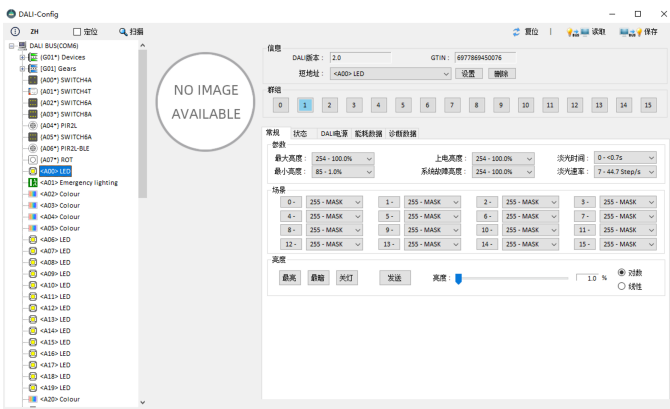 DALI-Config
ZH 定位 扫描 复位 | 读取 保存
DALI BUS(COM6)
(G01*) Devices
(G01) Gears
(A00*) SWITCH4A
(A01*) SWITCH4T
(A02*) SWITCH6A
(A03*) SWITCH8A
(A04*) PIR2L
(A05*) SWITCH6A
(A06*) PIR2L-BLE
(A07*) ROT
<A00> LED
<A01> Emergency lighting
<A02> Colour
<A03> Colour
<A04> Colour
<A05> Colour
<A06> LED
<A07> LED
<A08> LED
<A09> LED
<A10> LED
<A11> LED
<A12> LED
<A13> LED
<A14> LED
<A15> LED
<A16> LED
<A17> LED
<A18> LED
<A19> LED
<A20> Colour
NO IMAGE
AVAILABLE
信息
DALI版本: 2.0 GTIN: 6977869450076
短地址: <A00> LED 设置 删除
群组
0 1 2 3 4 5 6 7 8 9 10 11 12 13 14 15
常规 状态 DALI电源 能耗数据 诊断数据
参数
最大亮度: 254 - 100.0% 上电亮度: 254 - 100.0% 淡光时间: 0 - <0.7s
最小亮度: 85 - 1.0% 系统故障亮度: 254 - 100.0% 淡光速率: 7 - 44.7 Step/s
场景
0 - 255 - MASK 1 - 255 - MASK 2 - 255 - MASK 3 - 255 - MASK
4 - 255 - MASK 5 - 255 - MASK 6 - 255 - MASK 7 - 255 - MASK
8 - 255 - MASK 9 - 255 - MASK 10 - 255 - MASK 11 - 255 - MASK
12 - 255 - MASK 13 - 255 - MASK 14 - 255 - MASK 15 - 255 - MASK
亮度
最亮 最暗 关灯 发送 亮度: 1.0 % 对数
线性